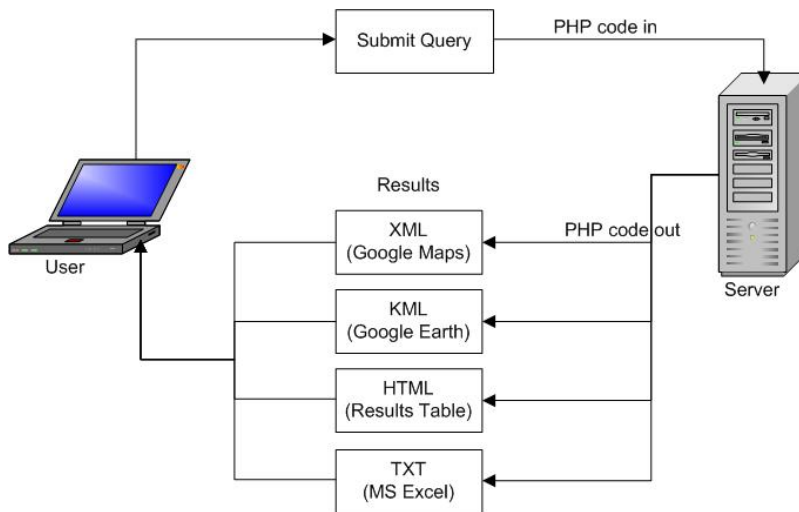 Submit Query
PHP code in
User
Results
XML
(Google Maps)
PHP code out
Server
KML
(Google Earth)
HTML
(Results Table)
TXT
(MS Excel)